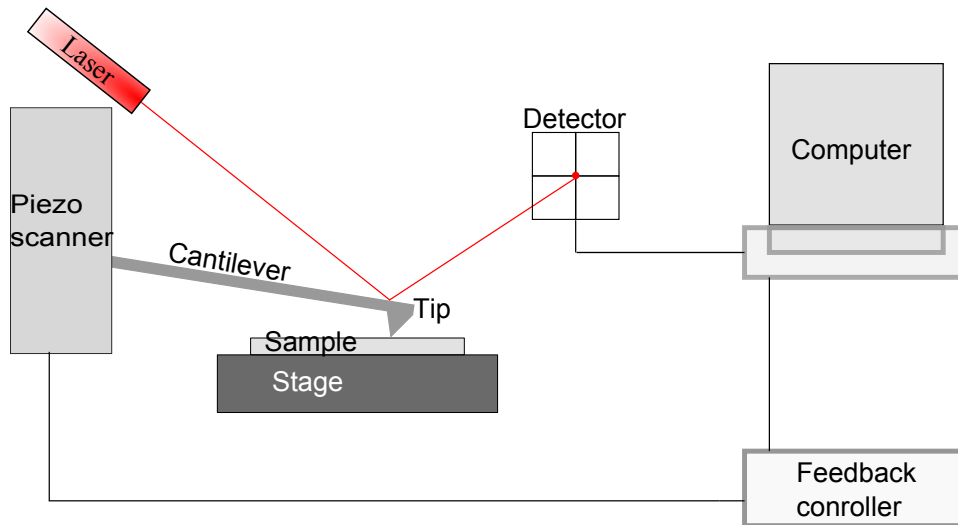 Laser
Detector
Computer
Piezo
scanner
Cantilever
Tip
Sample
Stage
Feedback
conroller